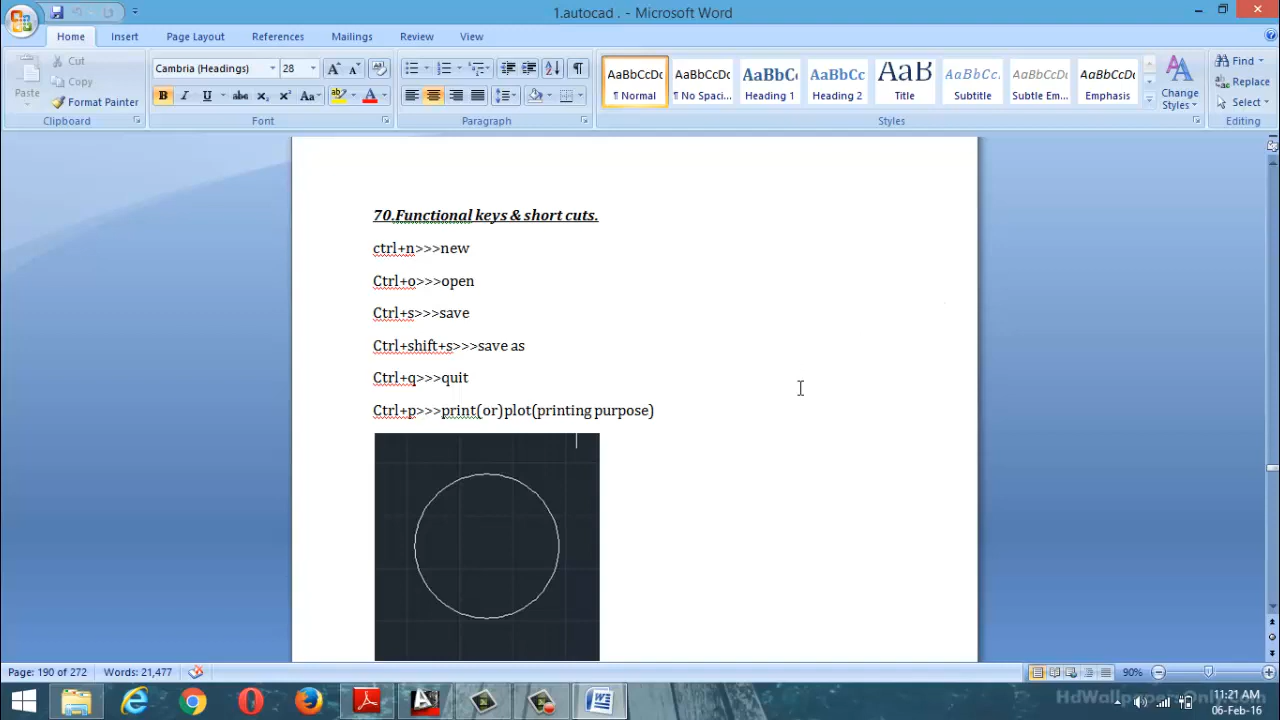 1.autocad . - Microsoft Word
Home Insert Page Layout References Mailings Review View
Paste
Cut
Copy
Format Painter
Clipboard
Cambria (Headings) 28
Font
Paragraph
AaBbCcDc AaBbCcDc AaBbCc AaBbCc AaB AaBbCc. AaBbCcDc AaBbCcDc
¶ Normal ¶ No Spaci... Heading 1 Heading 2 Title Subtitle Subtle Em... Emphasis
Change Styles
Styles
Find
Replace
Select
Editing
70.Functional keys & short cuts.
ctrl+n>>>new
Ctrl+o>>>open
Ctrl+s>>>save
Ctrl+shift+s>>>save as
Ctrl+q>>>quit
Ctrl+p>>>print(or)plot(printing purpose)
Page: 190 of 272 Words: 21,477 90%
11:21 AM
HdWallpapersOnly.com
06-Feb-16